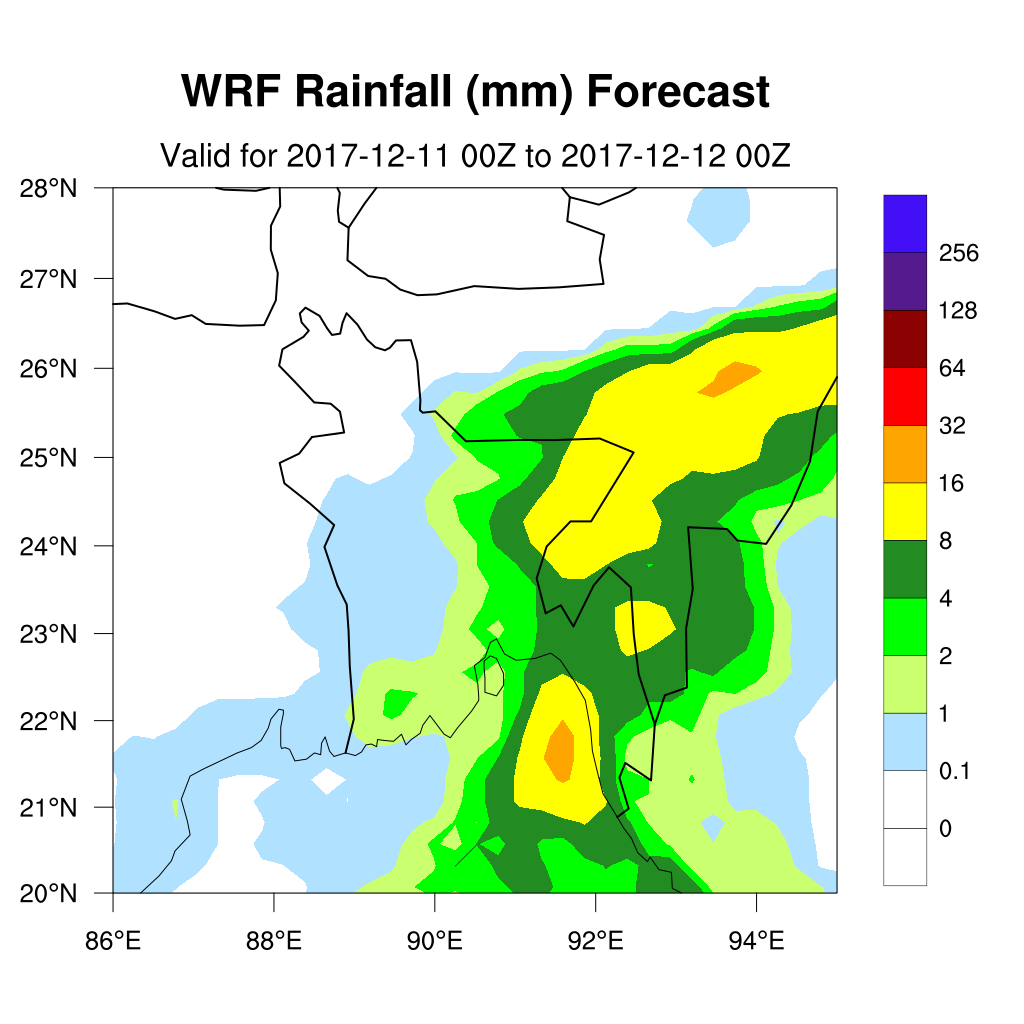 WRF Rainfall (mm) Forecast
Valid for 2017-12-11 00Z to 2017-12-12 00Z
28°N
27°N
26°N
25°N
24°N
23°N
22°N
21°N
20°N
86°E 88°E 90°E 92°E 94°E
256
128
64
32
16
8
4
2
1
0.1
0